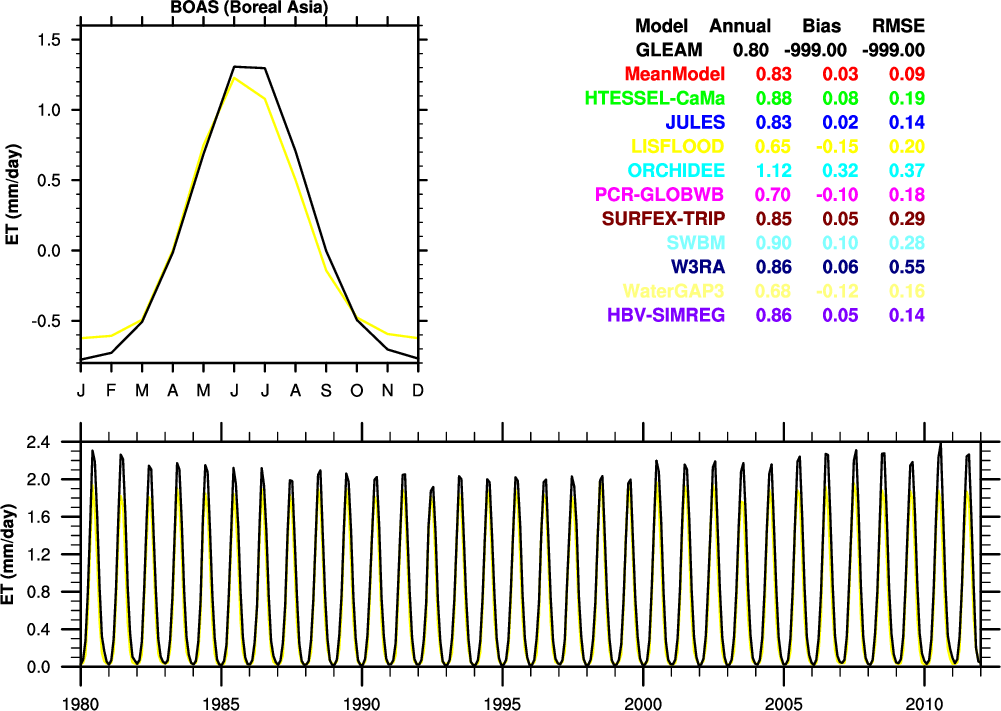 BOAS (Boreal Asia)
1.5
1.0
0.5
0.0
-0.5
ET (mm/day)
J F M A M J J A S O N D
Model Annual Bias RMSE
GLEAM 0.80 -999.00 -999.00
MeanModel 0.83 0.03 0.09
HTESSEL-CaMa 0.88 0.08 0.19
JULES 0.83 0.02 0.14
LISFLOOD 0.65 -0.15 0.20
ORCHIDEE 1.12 0.32 0.37
PCR-GLOBWB 0.70 -0.10 0.18
SURFEX-TRIP 0.85 0.05 0.29
SWBM 0.90 0.10 0.28
W3RA 0.86 0.06 0.55
WaterGAP3 0.68 -0.12 0.16
HBV-SIMREG 0.86 0.05 0.14
2.4
2.0
1.6
1.2
0.8
0.4
0.0
ET (mm/day)
1980 1985 1990 1995 2000 2005 2010